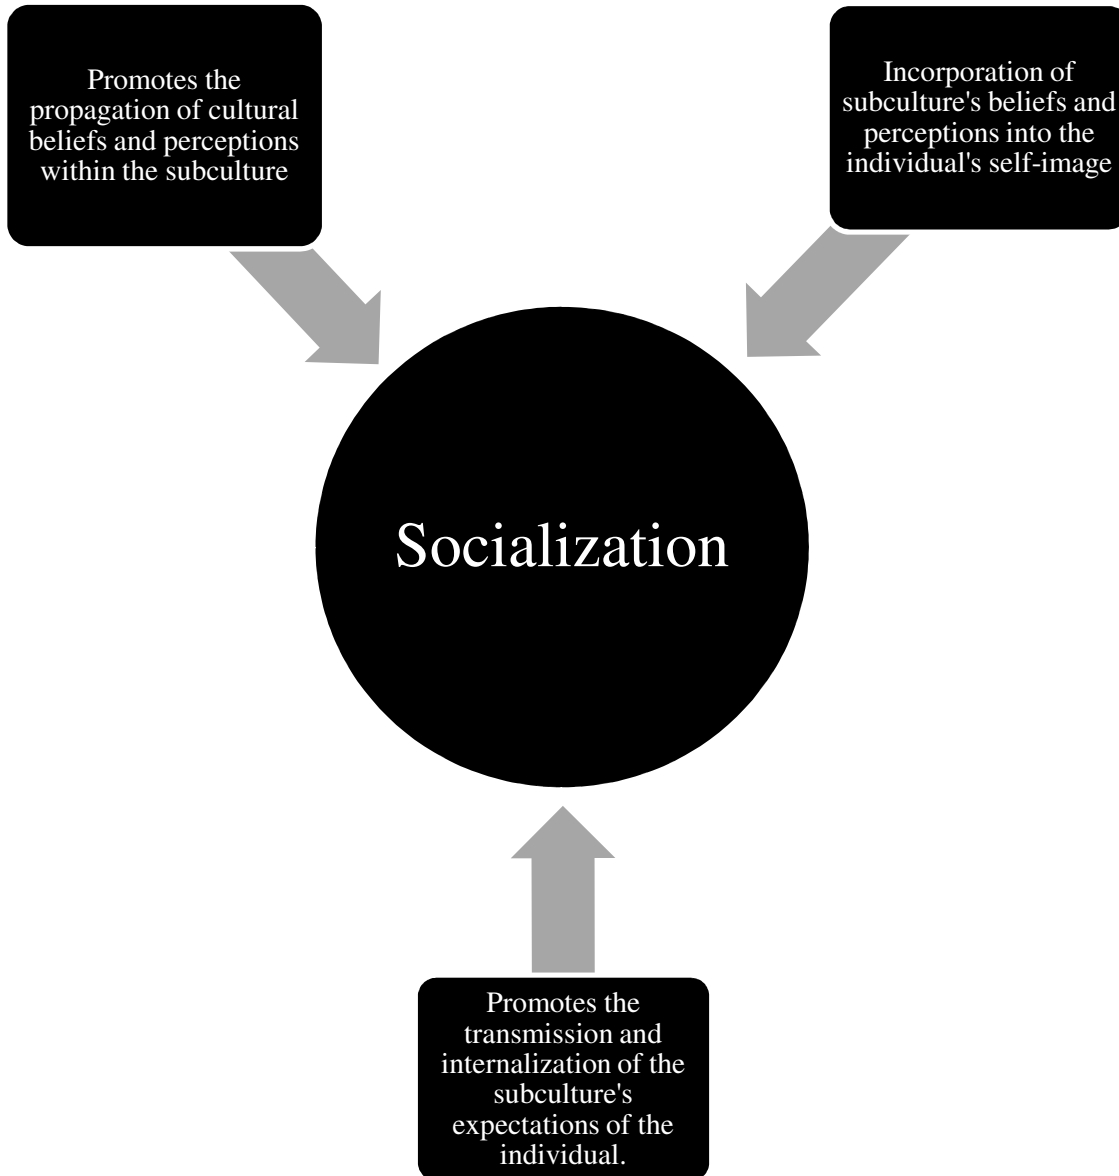 Promotes the
propagation of cultural
beliefs and perceptions
within the subculture
Incorporation of
subculture's beliefs and
perceptions into the
individual's self-image
Socialization
Promotes the
transmission and
internalization of the
subculture's
expectations of the
individual.